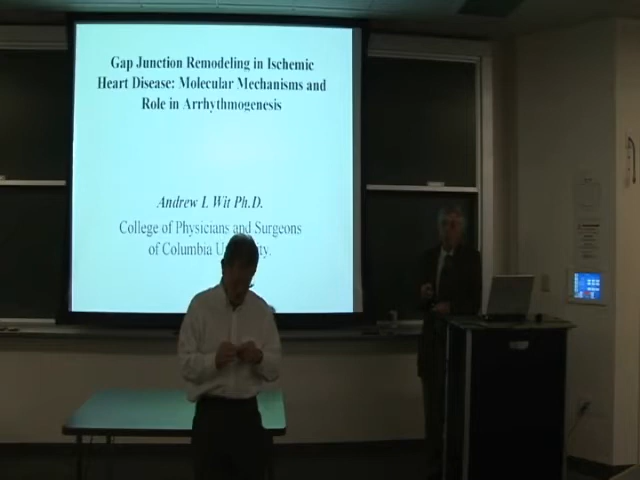 Gap Junction Remodeling in Ischemic
Heart Disease: Molecular Mechanisms and
Role in Arrhythmogenesis
Andrew L Wit Ph.D.
College of Physicians and Surgeons
of Columbia